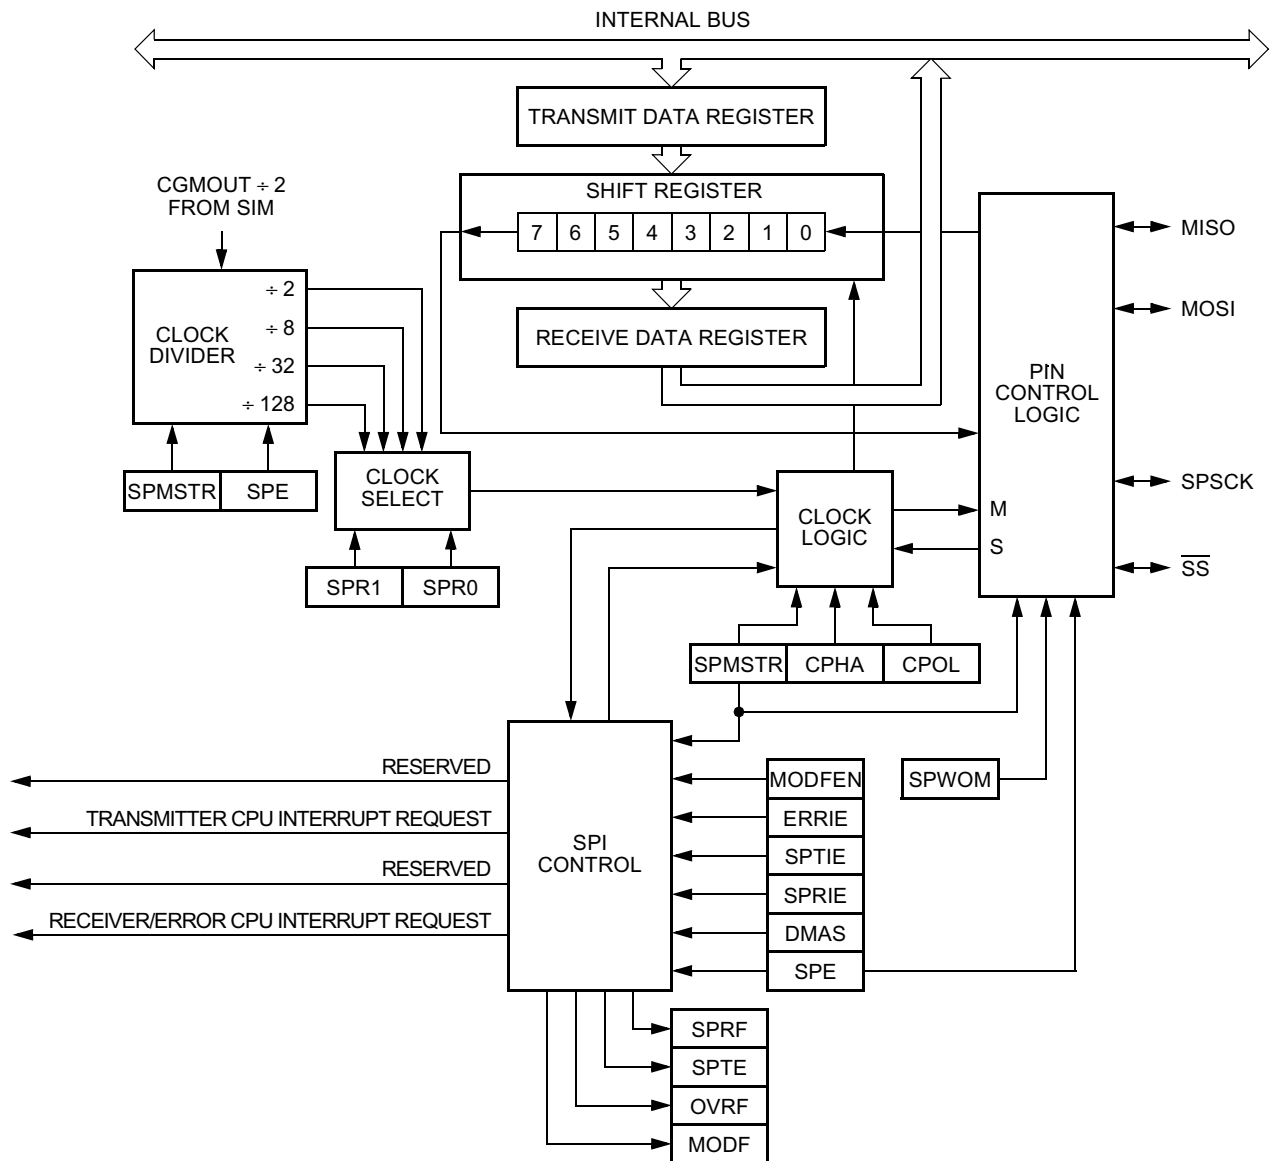 INTERNAL BUS
TRANSMIT DATA REGISTER
CGMOUT ÷ 2
FROM SIM
SHIFT REGISTER
7 6 5 4 3 2 1 0
MISO
MOSI
÷ 2
÷ 8
÷ 32
÷ 128
CLOCK
DIVIDER
RECEIVE DATA REGISTER
PIN
CONTROL
LOGIC
SPMSTR SPE
CLOCK
SELECT
SPSCK
M
S
CLOCK
LOGIC
SS
SPR1 SPR0
SPMSTR CPHA CPOL
RESERVED
TRANSMITTER CPU INTERRUPT REQUEST
RESERVED
RECEIVER/ERROR CPU INTERRUPT REQUEST
SPI
CONTROL
MODFEN
ERRIE
SPTIE
SPRIE
DMAS
SPE
SPWOM
SPRF
SPTE
OVRF
MODF